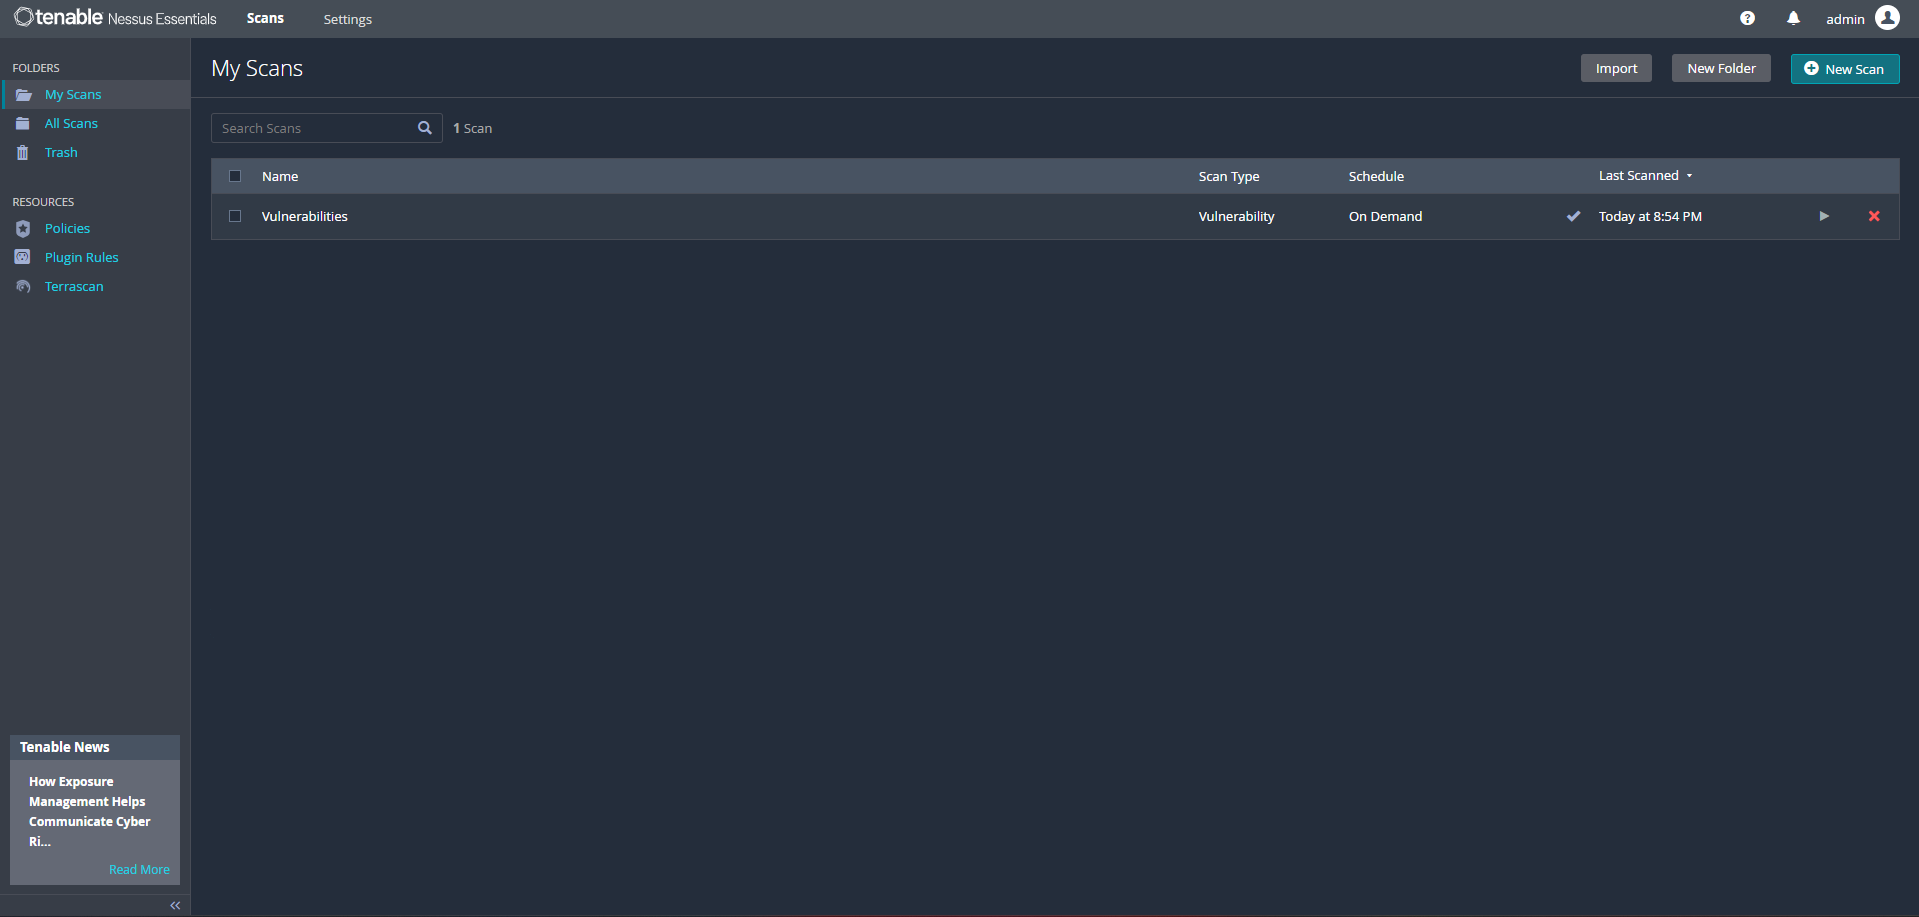 tenable Nessus Essentials Scans Settings admin
FOLDERS
My Scans
All Scans
Trash
RESOURCES
Policies
Plugin Rules
Terrascan
Tenable News
How Exposure
Management Helps
Communicate Cyber
Ri...
Read More
My Scans Import New Folder New Scan
Search Scans 1 Scan
Name Scan Type Schedule Last Scanned
Vulnerabilities Vulnerability On Demand Today at 8:54 PM